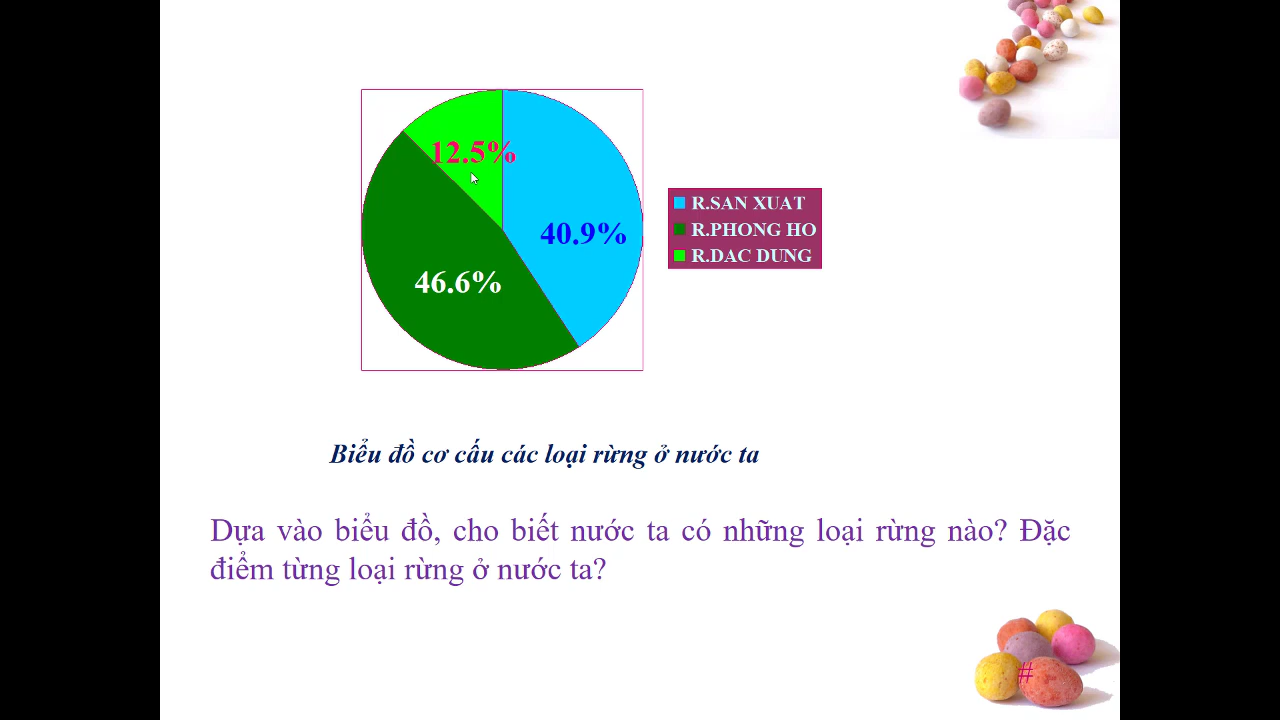 12.5%
40.9%
46.6%
R.SAN XUAT
R.PHONG HO
R.DAC DUNG
Biểu đồ cơ cấu các loại rừng ở nước ta
Dựa vào biểu đồ, cho biết nước ta có những loại rừng nào? Đặc
điểm từng loại rừng ở nước ta?
#